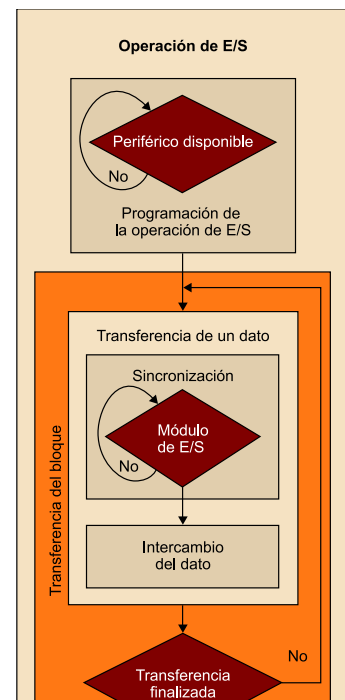 Operación de E/S
Periférico disponible
No
Programación de
la operación de E/S
Transferencia del bloque
Transferencia de un dato
Sincronización
Módulo
de E/S
No
Intercambio
del dato
No
Transferencia
finalizada